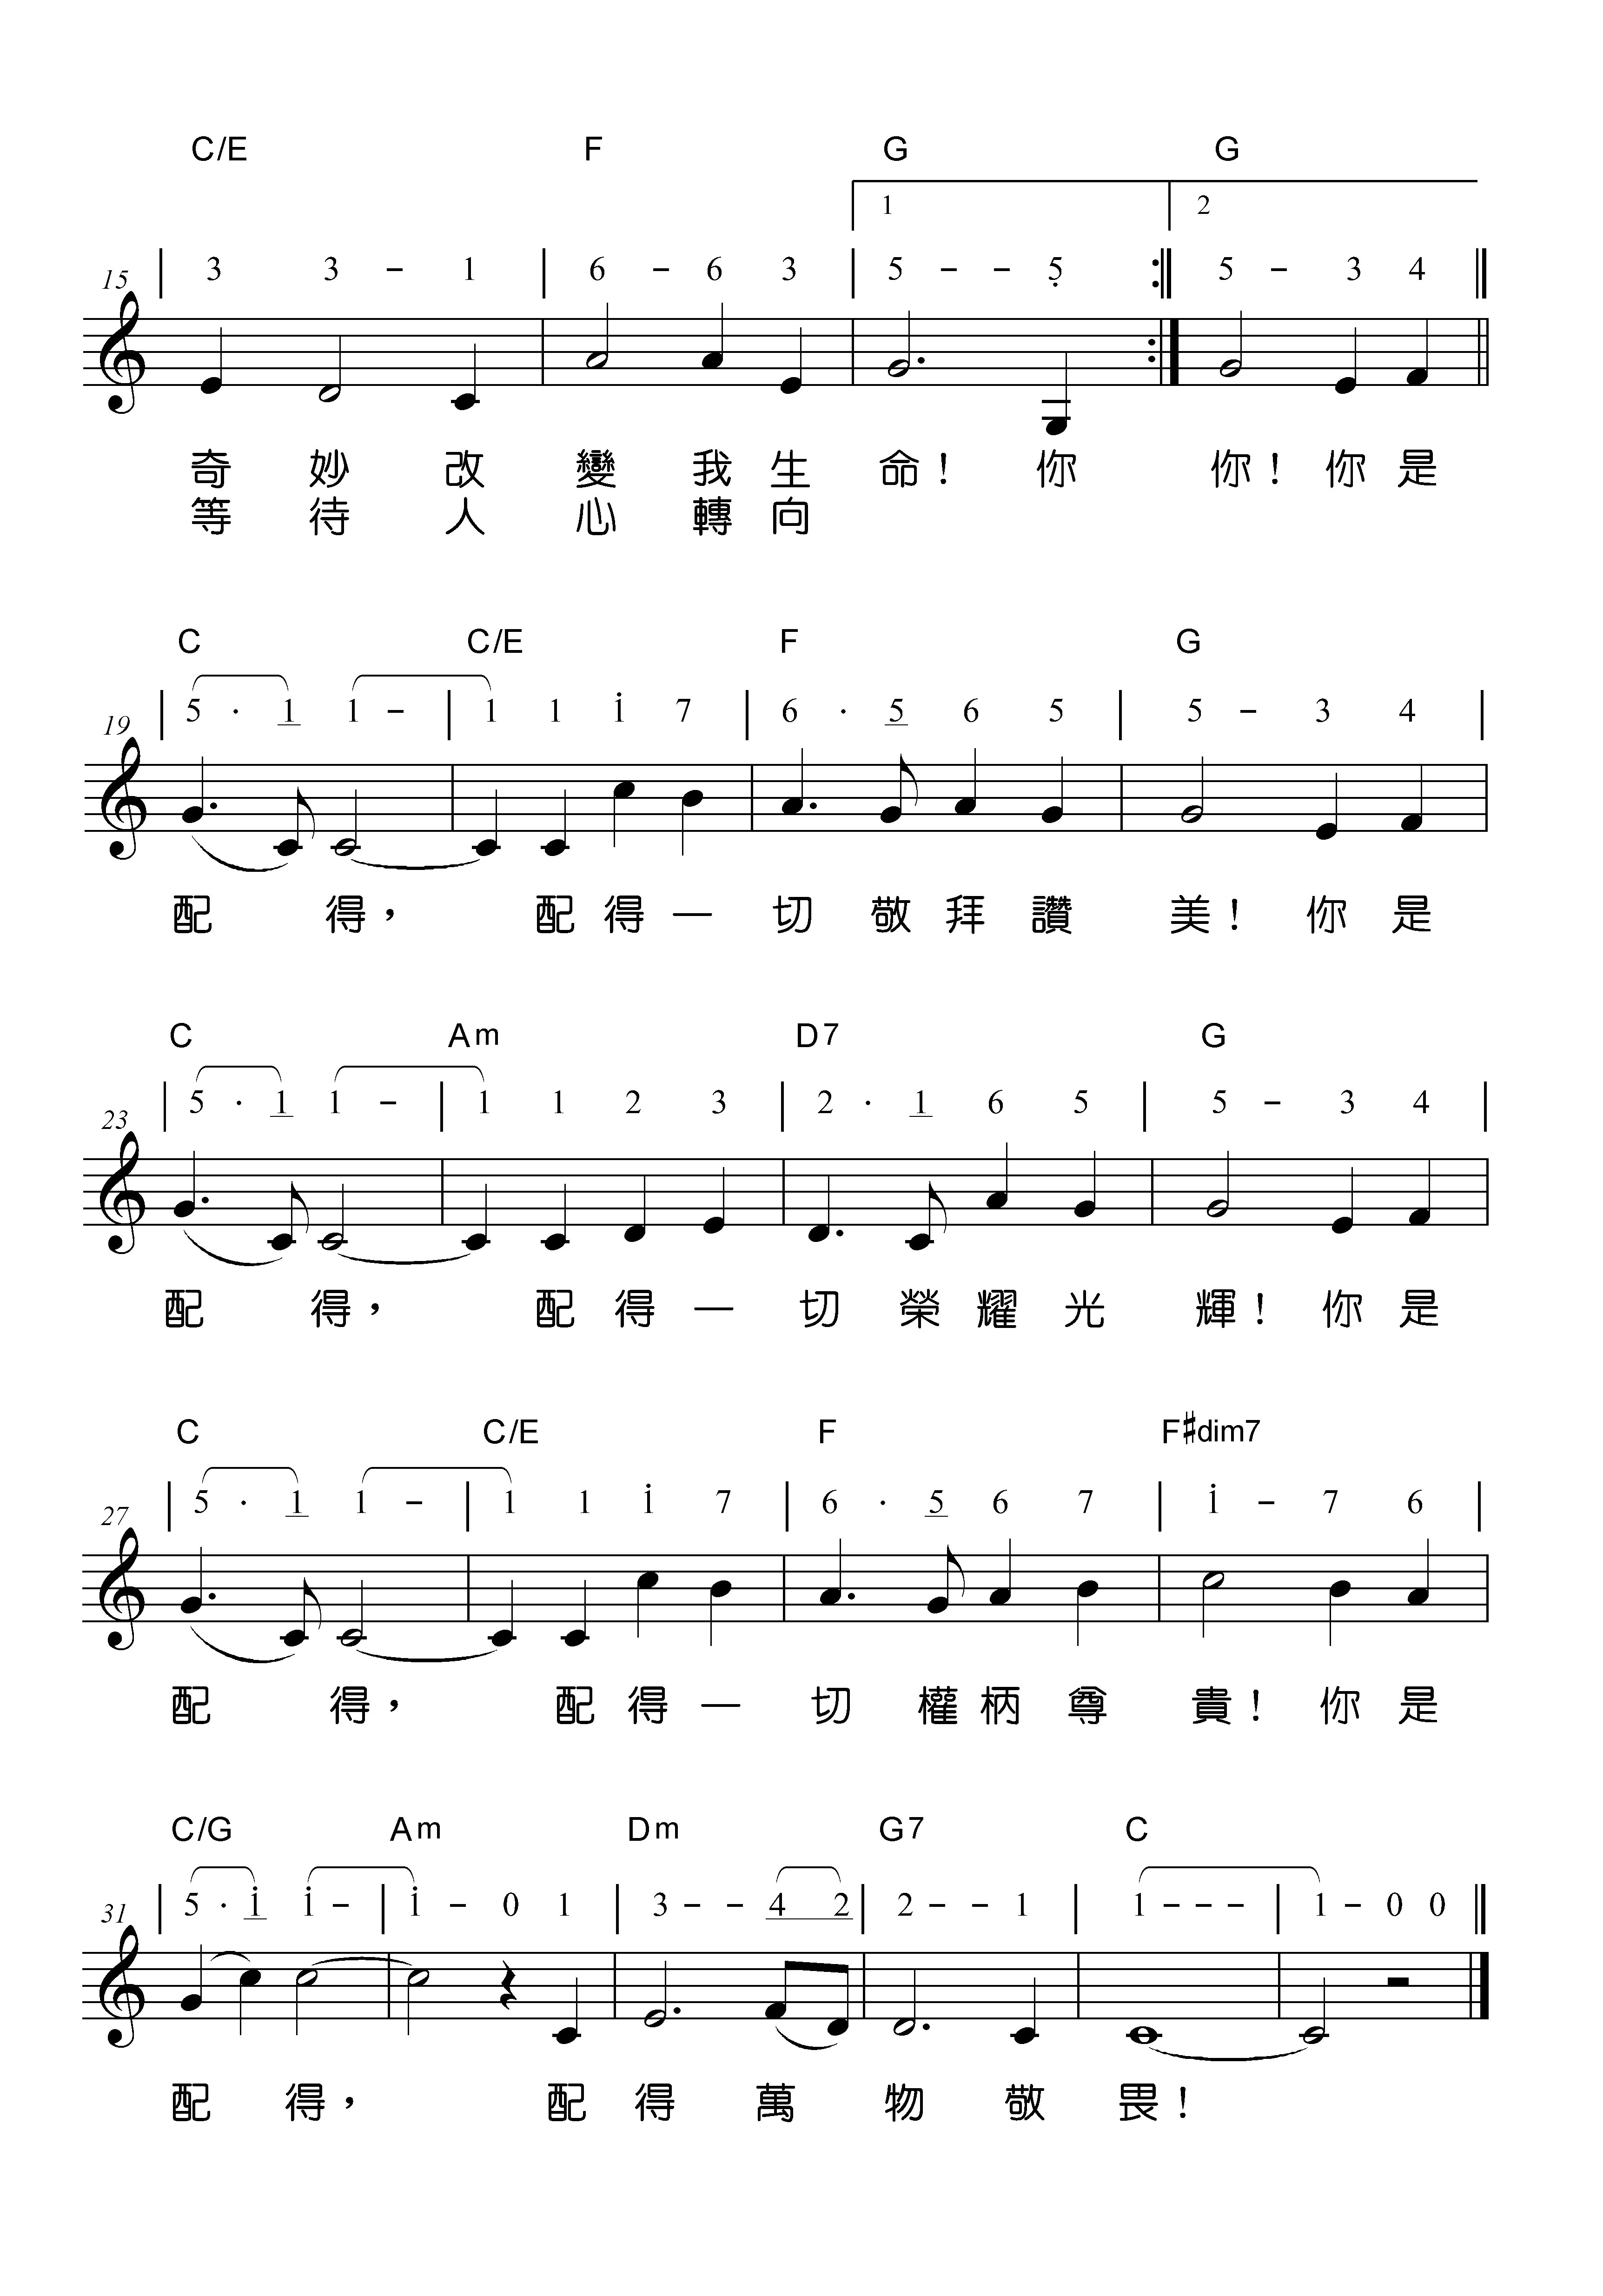 C/E F G G
1 2
15 3 3 - 1 6 - 6 3 5 - - 5̣ 5 - 3 4
奇 妙 改 變 我 生 命! 你 你! 你 是
等 待 人 心 轉 向
C C/E F G
19 5 · 1 1 - 1 1 i 7 6 · 5 6 5 5 - 3 4
配 得, 配 得 一 切 敬 拜 讚 美! 你 是
C Am D7 G
23 5 · 1 1 - 1 1 2 3 2 · 1 6 5 5 - 3 4
配 得, 配 得 一 切 榮 耀 光 輝! 你 是
C C/E F F♯dim7
27 5 · 1 1 - 1 1 i 7 6 · 5 6 7 i - 7 6
配 得, 配 得 一 切 權 柄 尊 貴! 你 是
C/G Am Dm G7 C
31 5 · i i - i - 0 1 3 - - 4 2 2 - - 1 1 - - - 1 - 0 0
配 得, 配 得 萬 物 敬 畏!